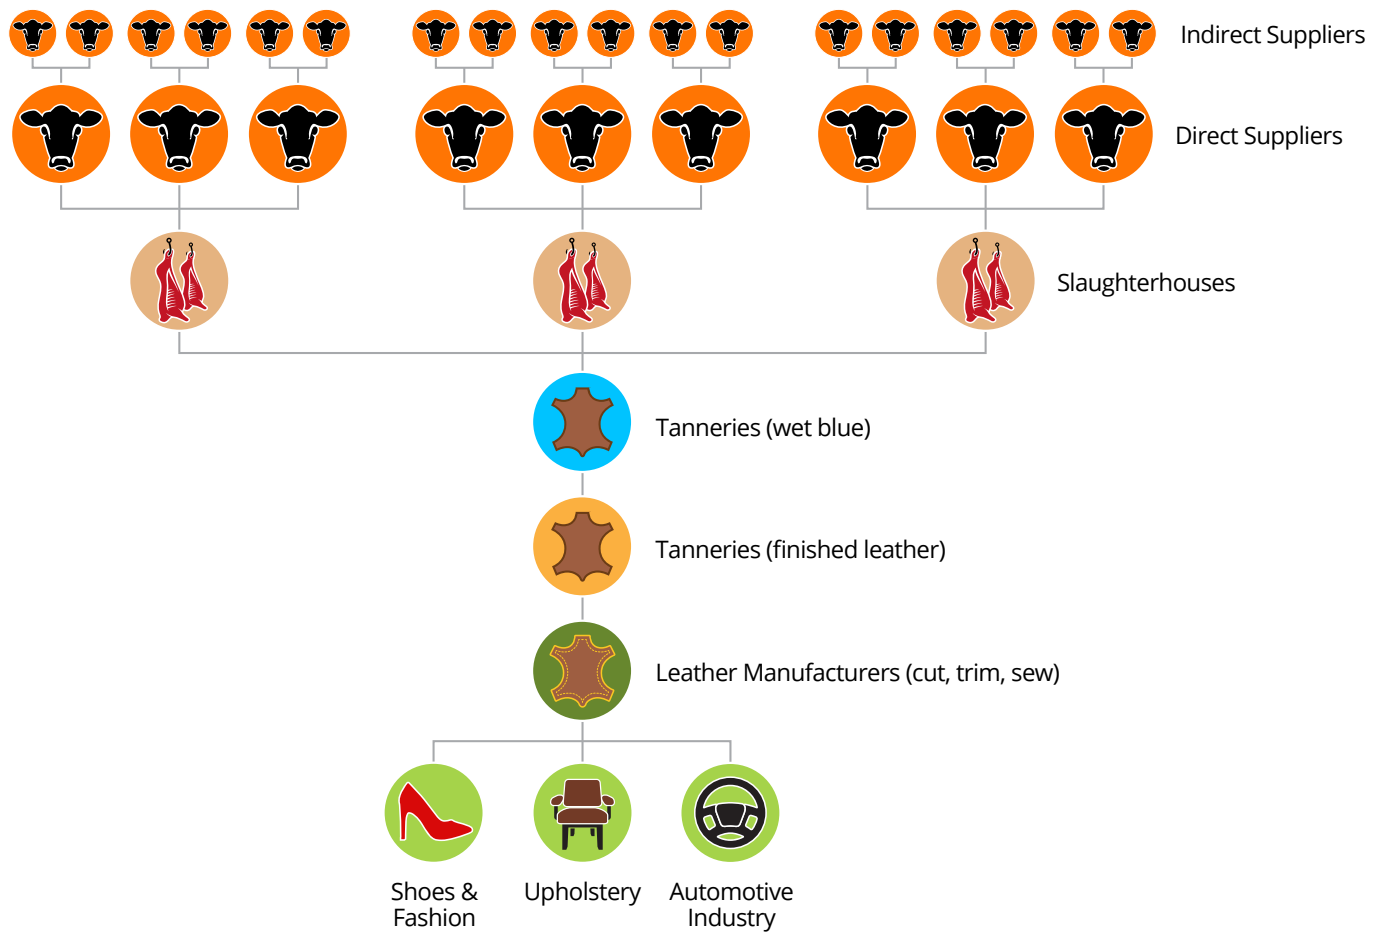 Indirect Suppliers
Direct Suppliers
Slaughterhouses
Tanneries (wet blue)
Tanneries (finished leather)
Leather Manufacturers (cut, trim, sew)
Shoes &
Fashion
Upholstery
Automotive
Industry